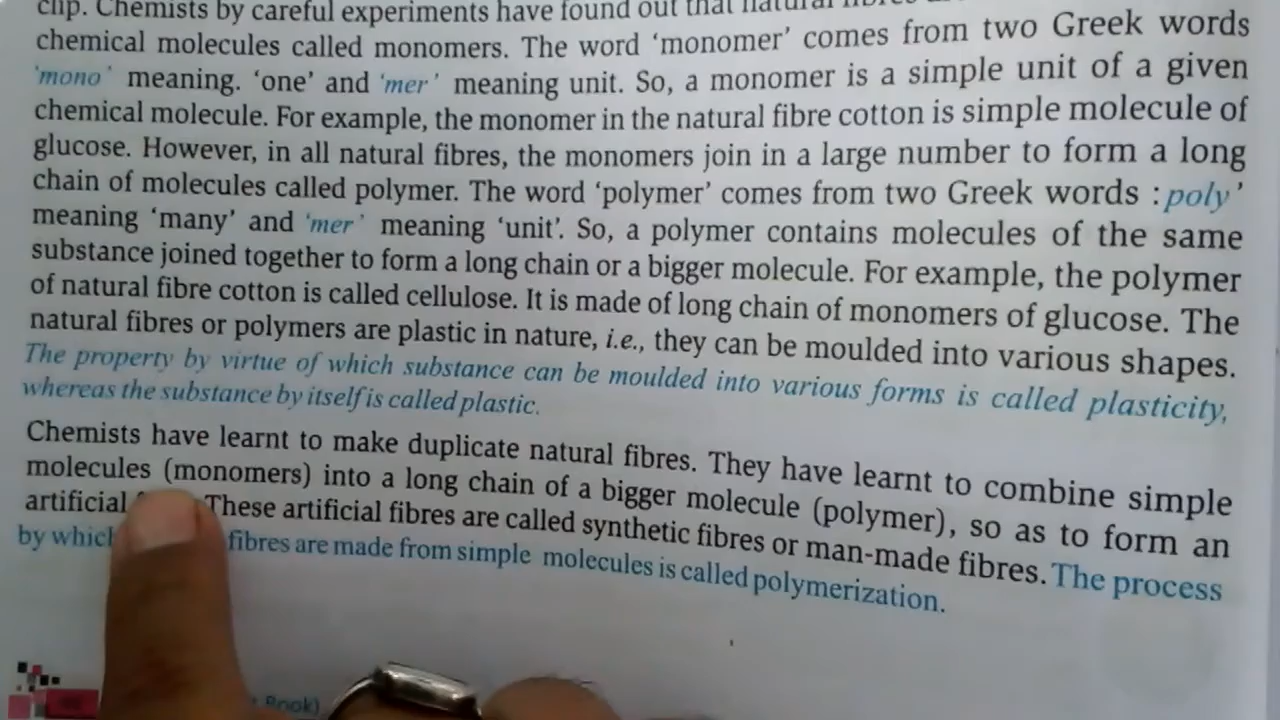 clip. Chemists by careful experiments have found out that natural fibres
chemical molecules called monomers. The word ‘monomer’ comes from two Greek words
‘mono’ meaning. ‘one’ and ‘mer’ meaning unit. So, a monomer is a simple unit of a given
chemical molecule. For example, the monomer in the natural fibre cotton is simple molecule of
glucose. However, in all natural fibres, the monomers join in a large number to form a long
chain of molecules called polymer. The word ‘polymer’ comes from two Greek words : poly’
meaning ‘many’ and ‘mer’ meaning ‘unit’. So, a polymer contains molecules of the same
substance joined together to form a long chain or a bigger molecule. For example, the polymer
of natural fibre cotton is called cellulose. It is made of long chain of monomers of glucose. The
natural fibres or polymers are plastic in nature, i.e., they can be moulded into various shapes.
The property by virtue of which substance can be moulded into various forms is called plasticity,
whereas the substance by itself is called plastic.
Chemists have learnt to make duplicate natural fibres. They have learnt to combine simple
molecules (monomers) into a long chain of a bigger molecule (polymer), so as to form an
artificial These artificial fibres are called synthetic fibres or man-made fibres. The process
by which fibres are made from simple molecules is called polymerization.
Book)